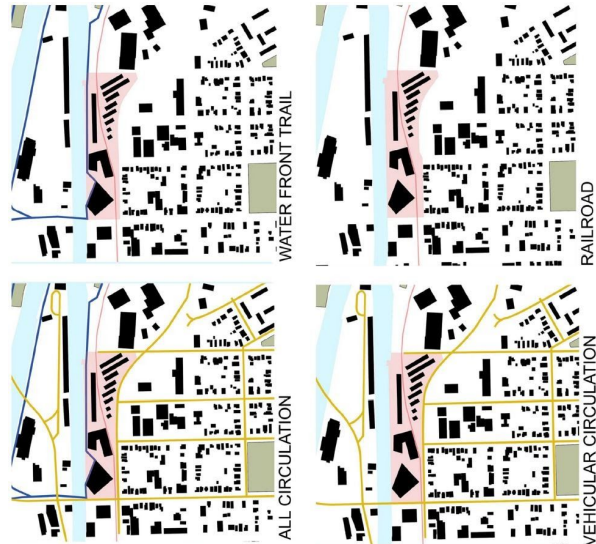 WATER FRONT TRAIL
RAILROAD
ALL CIRCULATION
VEHICULAR CIRCULATION